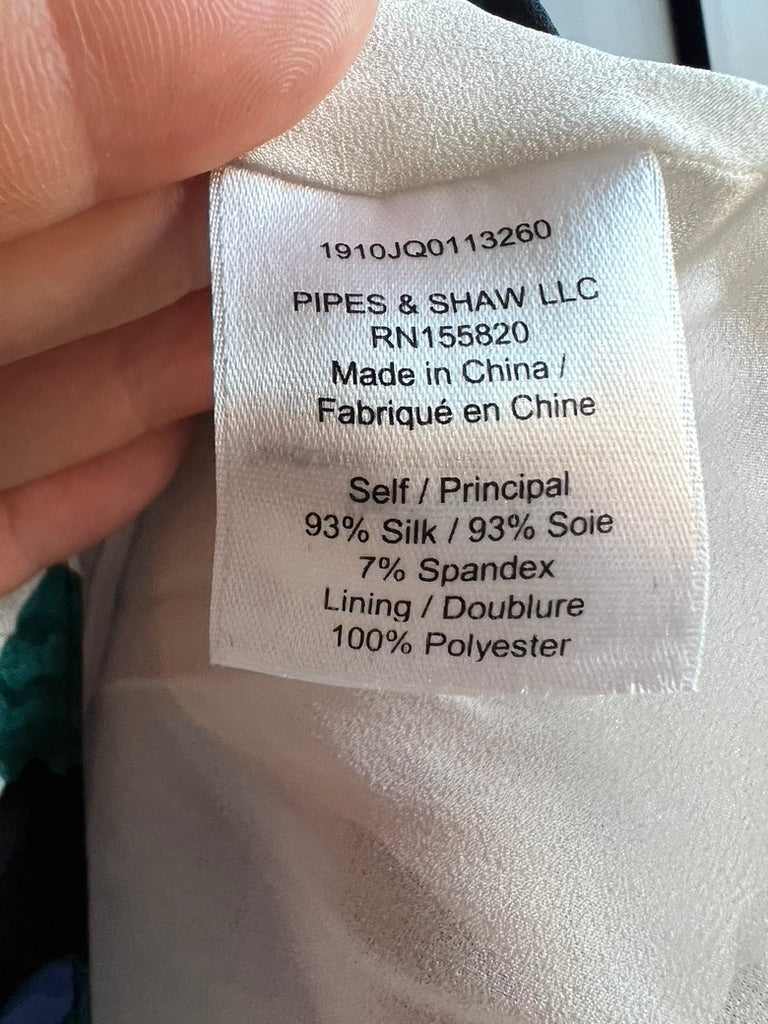 1910JQ0113260
PIPES & SHAW LLC
RN155820
Made in China /
Fabriqué en Chine
Self / Principal
93% Silk / 93% Soie
7% Spandex
Lining / Doublure
100% Polyester